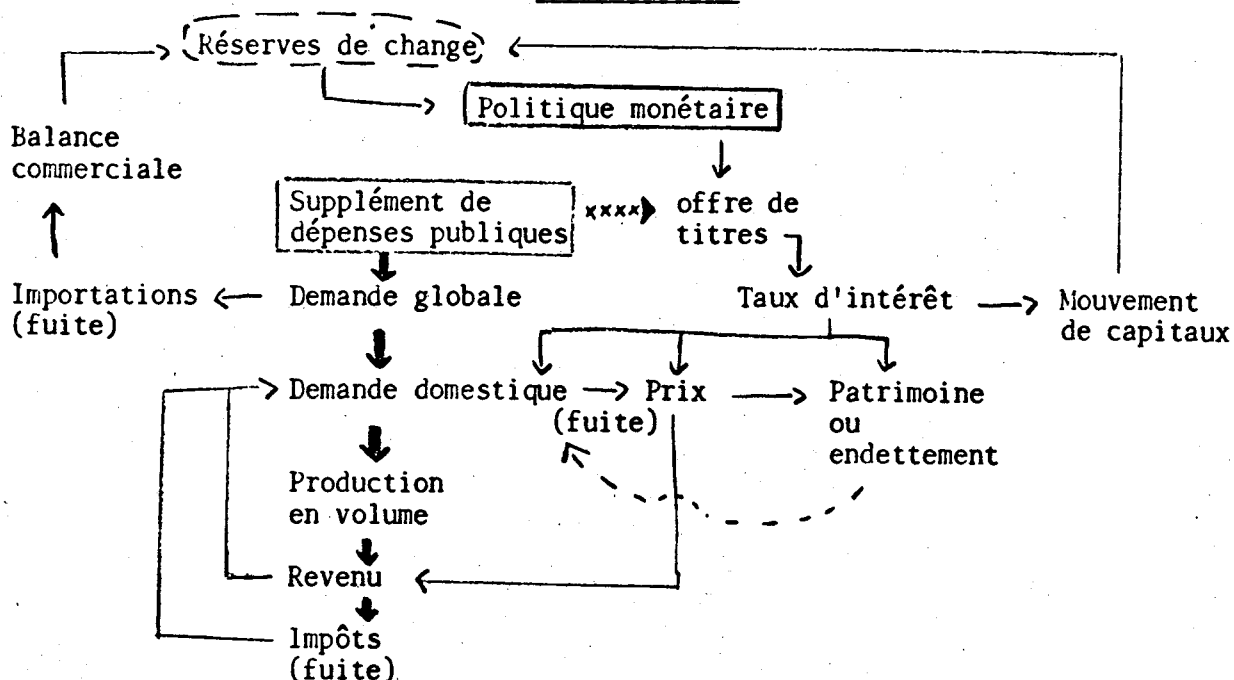 Réserves de change
Politique monétaire
Balance
commerciale
Supplément de
dépenses publiques
xxxx
offre de
titres
Importations
(fuite)
Demande globale
Taux d'intérêt
Mouvement
de capitaux
Demande domestique
(fuite)
Prix
Patrimoine
ou
endettement
Production
en volume
Revenu
Impôts
(fuite)